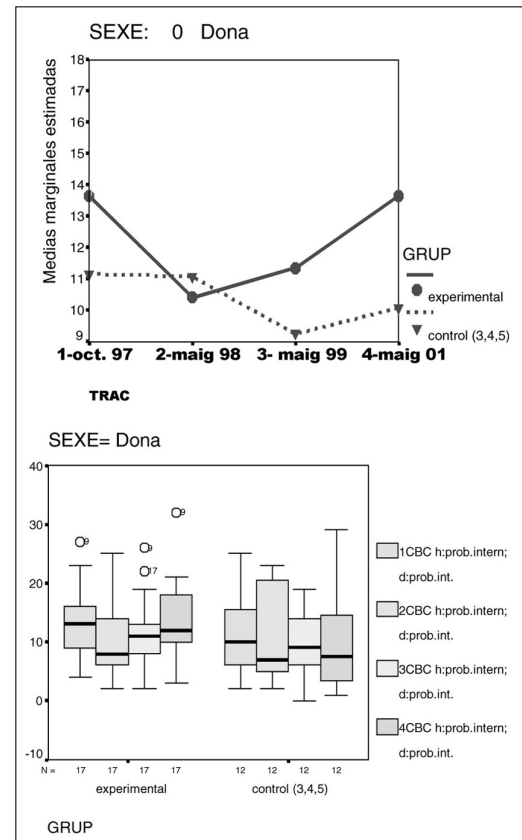 SEXE: 0 Dona
Medias marginales estimadas
18
17
16
15
14
13
12
11
10
9
1-oct. 97 2-maig 98 3- maig 99 4-maig 01
TRAC
GRUP
experimental
control (3,4,5)
SEXE= Dona
40
30
20
10
0
-10
9
9
17
9
N = 17 17 17 17 12 12 12 12
experimental control (3,4,5)
GRUP
1CBC h:prob.intern;
d:prob.int.
2CBC h:prob.intern;
d:prob.int.
3CBC h:prob.intern;
d:prob.int.
4CBC h:prob.intern;
d:prob.int.